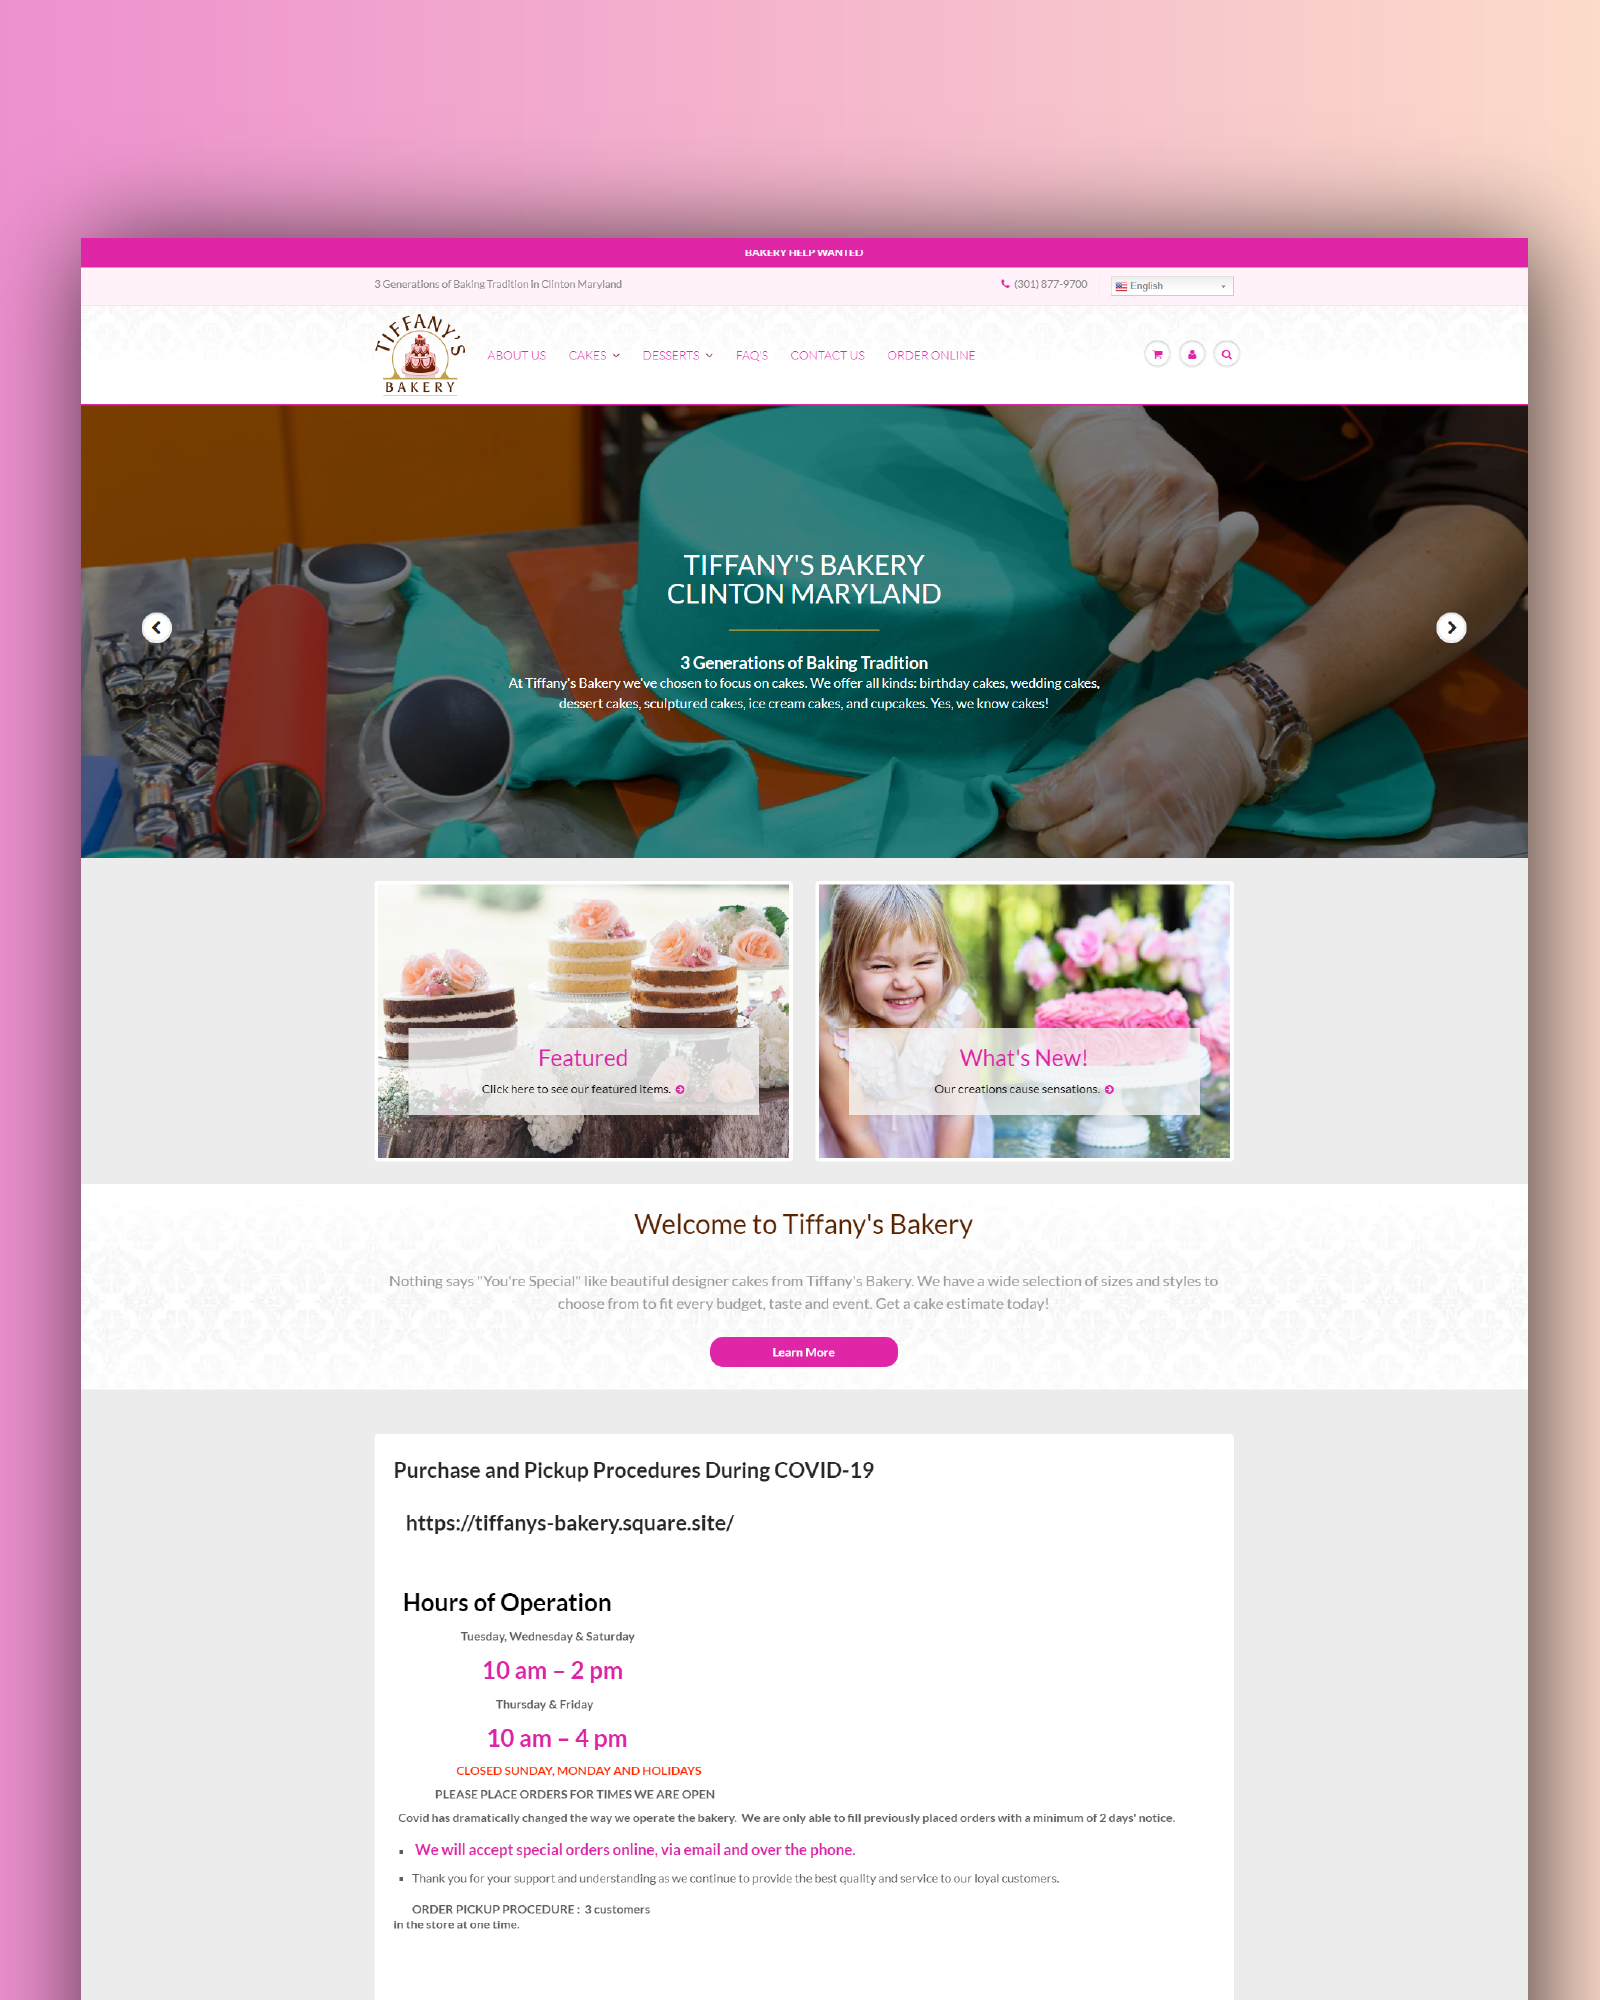 BAKERY HELP WANTED
3 Generations of Baking Tradition in Clinton Maryland
(301) 877-9700
English
TIFFANY'S
BAKERY
ABOUT US
CAKES
DESSERTS
FAQ'S
CONTACT US
ORDER ONLINE
TIFFANY'S BAKERY
CLINTON MARYLAND
3 Generations of Baking Tradition
At Tiffany's Bakery we've chosen to focus on cakes. We offer all kinds: birthday cakes, wedding cakes,
dessert cakes, sculptured cakes, ice cream cakes, and cupcakes. Yes, we know cakes!
Featured
Click here to see our featured items.
What's New!
Our creations cause sensations.
Welcome to Tiffany's Bakery
Nothing says "You're Special" like beautiful designer cakes from Tiffany's Bakery. We have a wide selection of sizes and styles to
choose from to fit every budget, taste and event. Get a cake estimate today!
Learn More
Purchase and Pickup Procedures During COVID-19
https://tiffanys-bakery.square.site/
Hours of Operation
Tuesday, Wednesday & Saturday
10 am – 2 pm
Thursday & Friday
10 am – 4 pm
CLOSED SUNDAY, MONDAY AND HOLIDAYS
PLEASE PLACE ORDERS FOR TIMES WE ARE OPEN
Covid has dramatically changed the way we operate the bakery. We are only able to fill previously placed orders with a minimum of 2 days' notice.
We will accept special orders online, via email and over the phone.
Thank you for your support and understanding as we continue to provide the best quality and service to our loyal customers.
ORDER PICKUP PROCEDURE : 3 customers
in the store at one time.